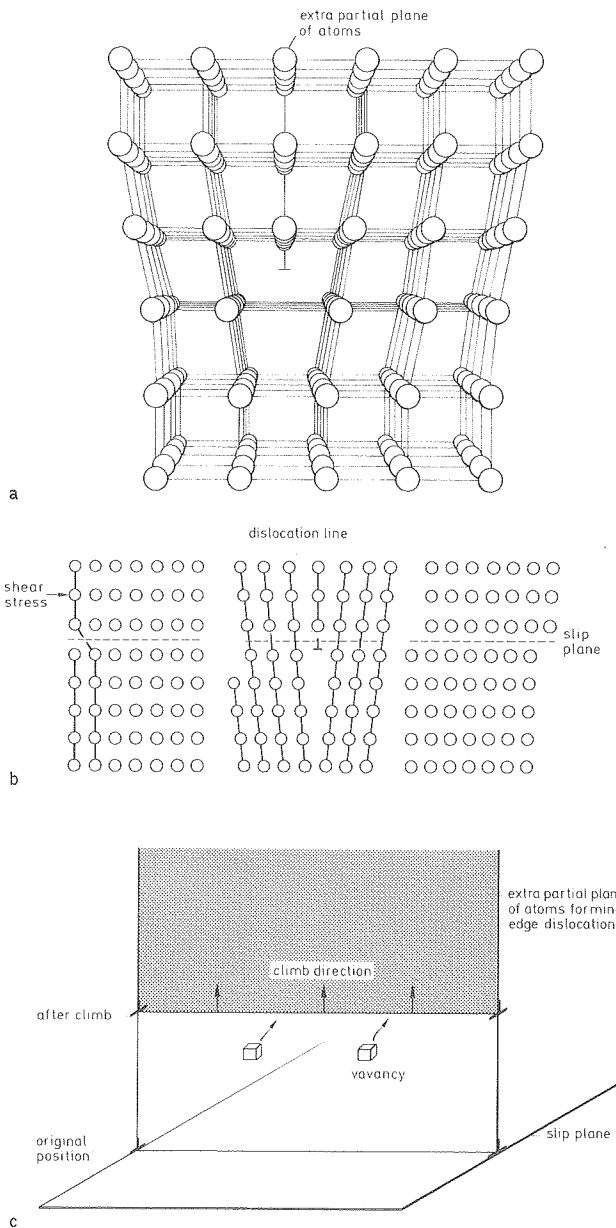 extra partial plane
of atoms
a
dislocation line
shear
stress
slip
plane
b
extra partial plan
of atoms formin
edge dislocation
climb direction
after climb
vavancy
original
position
slip plane
c